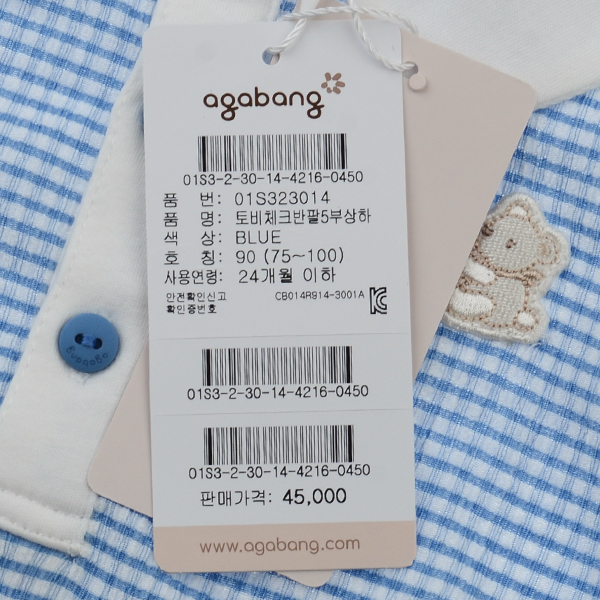 agabang
01S3-2-30-14-4216-0450
품 번: 01S323014
품 명: 토비체크반팔5부상하
색 상: BLUE
호 칭: 90 (75~100)
사용연령: 24개월 이하
안전확인신고 CB014R914-3001A
확인증번호
01S3-2-30-14-4216-0450
01S3-2-30-14-4216-0450
판매가격: 45,000
www.agabang.com